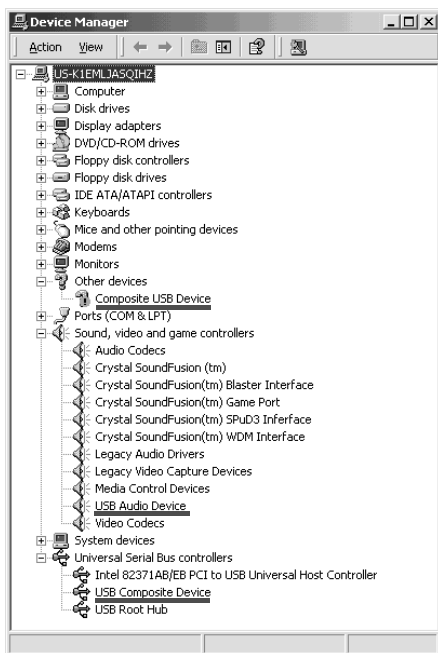 Device Manager
Action View
US-K1EMLJASQIHZ
Computer
Disk drives
Display adapters
DVD/CD-ROM drives
Floppy disk controllers
Floppy disk drives
IDE ATA/ATAPI controllers
Keyboards
Mice and other pointing devices
Modems
Monitors
Other devices
Composite USB Device
Ports (COM & LPT)
Sound, video and game controllers
Audio Codecs
Crystal SoundFusion (tm)
Crystal SoundFusion(tm) Blaster Interface
Crystal SoundFusion(tm) Game Port
Crystal SoundFusion(tm) SPuD3 Inferface
Crystal SoundFusion(tm) WDM Interface
Legacy Audio Drivers
Legacy Video Capture Devices
Media Control Devices
USB Audio Device
Video Codecs
System devices
Universal Serial Bus controllers
Intel 82371AB/EB PCI to USB Universal Host Controller
USB Composite Device
USB Root Hub